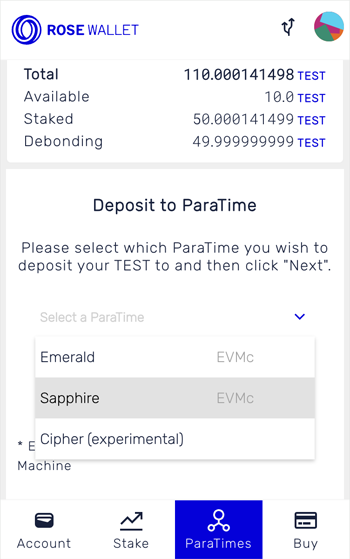 ROSE WALLET
Total 110.000141498 TEST
Available 10.0 TEST
Staked 50.000141499 TEST
Debonding 49.999999999 TEST
Deposit to ParaTime
Please select which ParaTime you wish to
deposit your TEST to and then click "Next".
Select a ParaTime
Emerald EVMc
Sapphire EVMc
Cipher (experimental)
* E
Machine
Account Stake ParaTimes Buy